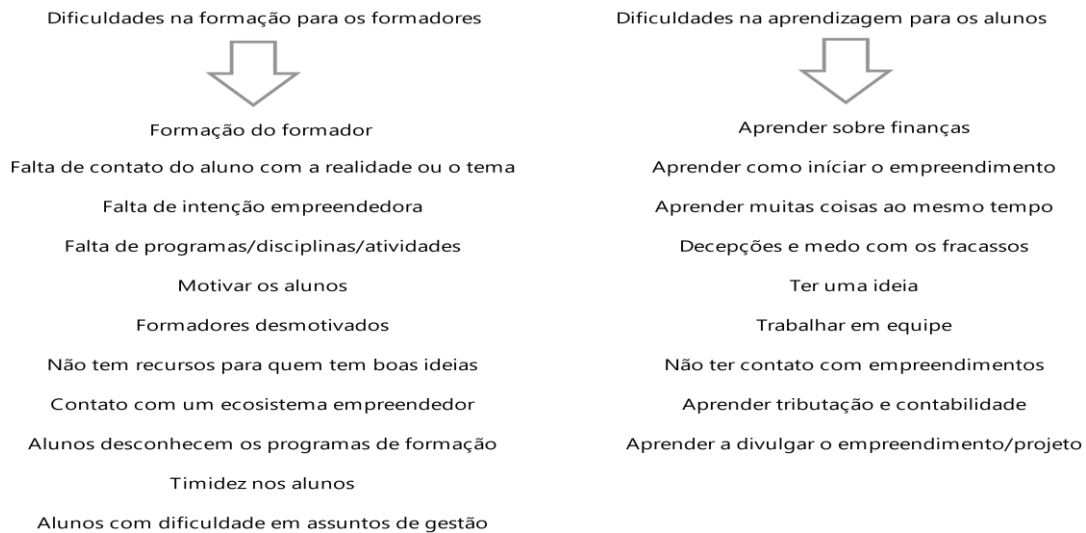 Dificuldades na formação para os formadores
Formação do formador
Falta de contato do aluno com a realidade ou o tema
Falta de intenção empreendedora
Falta de programas/disciplinas/atividades
Motivar os alunos
Formadores desmotivados
Não tem recursos para quem tem boas ideias
Contato com um ecosistema empreendedor
Alunos desconhecem os programas de formação
Timidez nos alunos
Alunos com dificuldade em assuntos de gestão
Dificuldades na aprendizagem para os alunos
Aprender sobre finanças
Aprender como iníciar o empreendimento
Aprender muitas coisas ao mesmo tempo
Decepções e medo com os fracassos
Ter uma ideia
Trabalhar em equipe
Não ter contato com empreendimentos
Aprender tributação e contabilidade
Aprender a divulgar o empreendimento/projeto